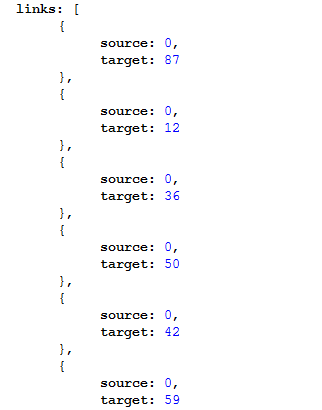 links: [
{
source: 0,
target: 87
},
{
source: 0,
target: 12
},
{
source: 0,
target: 36
},
{
source: 0,
target: 50
},
{
source: 0,
target: 42
},
{
source: 0,
target: 59